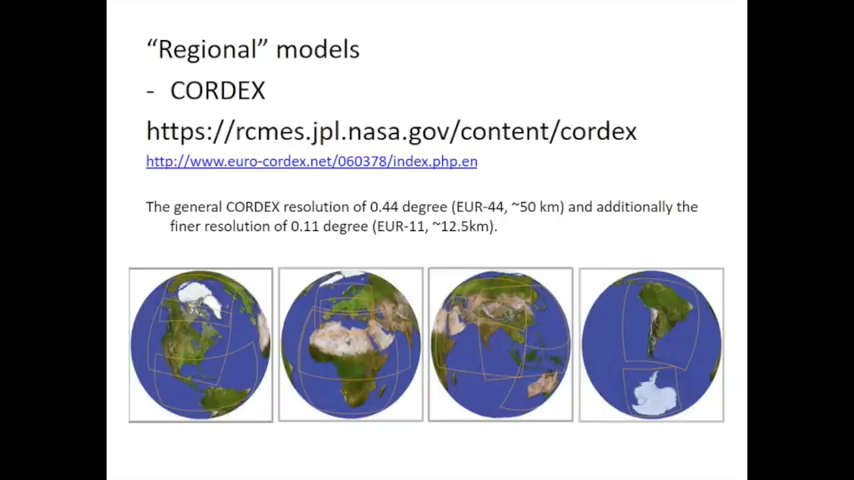 “Regional” models
- CORDEX
https://rcmes.jpl.nasa.gov/content/cordex
http://www.euro-cordex.net/060378/index.php.en
The general CORDEX resolution of 0.44 degree (EUR-44, ~50 km) and additionally the
finer resolution of 0.11 degree (EUR-11, ~12.5km).